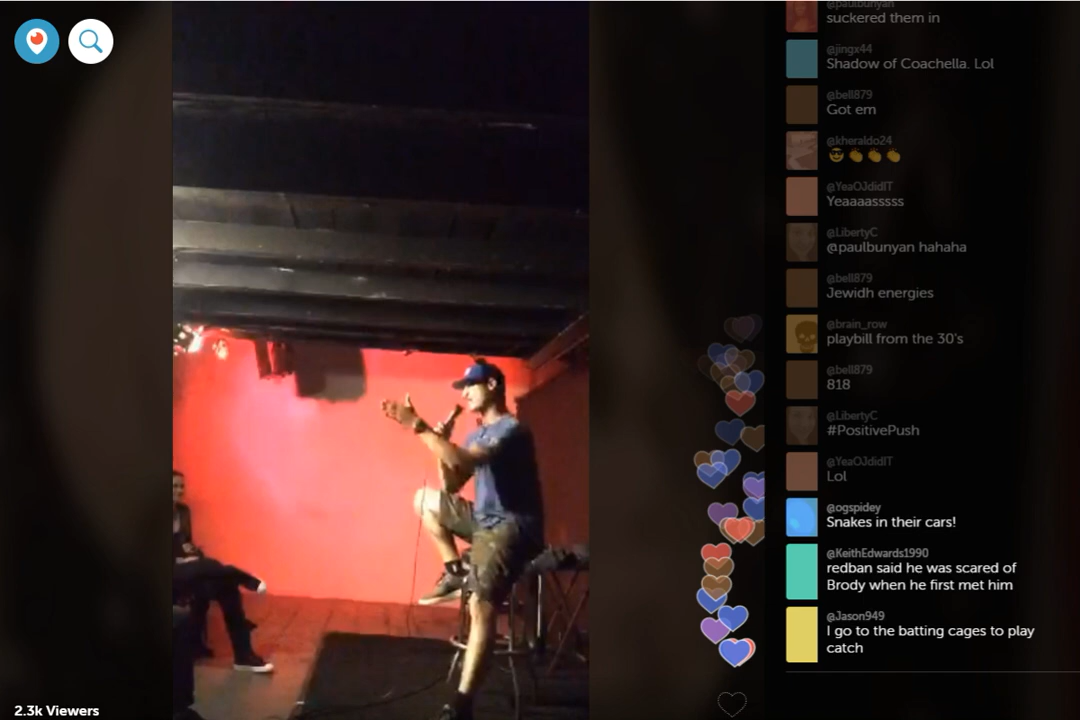 @paulbunyan
suckered them in
@jingx44
Shadow of Coachella. Lol
@bell879
Got em
@kheraldo24
😎 👏 👏 👏
@YeaOJdidIT
Yeaaaasssss
@LibertyC
@paulbunyan hahaha
@bell879
Jewidh energies
@brain_row
playbill from the 30's
@bell879
818
@LibertyC
#PositivePush
@YeaOJdidIT
Lol
@ogspidey
Snakes in their cars!
@KeithEdwards1990
redban said he was scared of
Brody when he first met him
@Jason949
I go to the batting cages to play
catch
2.3k Viewers